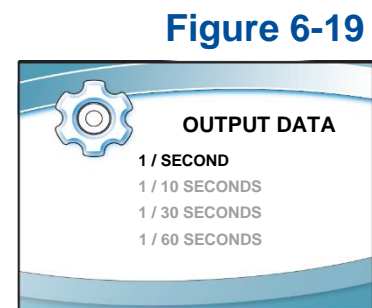 Figure 6-19
OUTPUT DATA
1 / SECOND
1 / 10 SECONDS
1 / 30 SECONDS
1 / 60 SECONDS